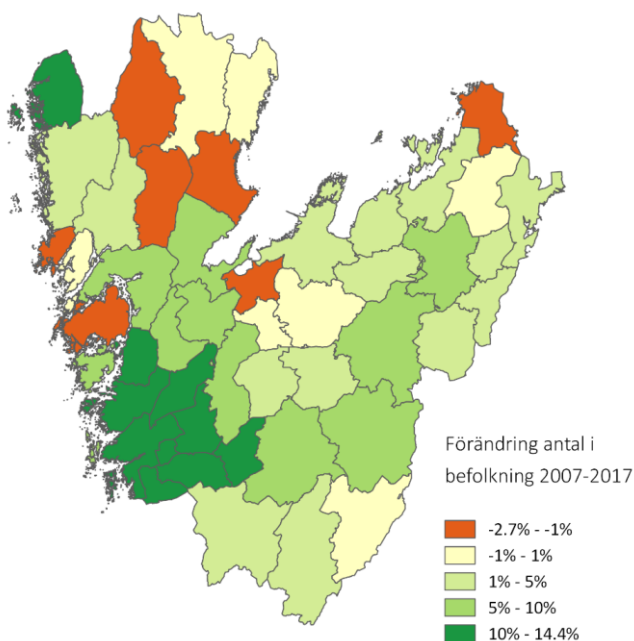 Förändring antal i
befolkning 2007-2017
-2.7% - -1%
-1% - 1%
1% - 5%
5% - 10%
10% - 14.4%